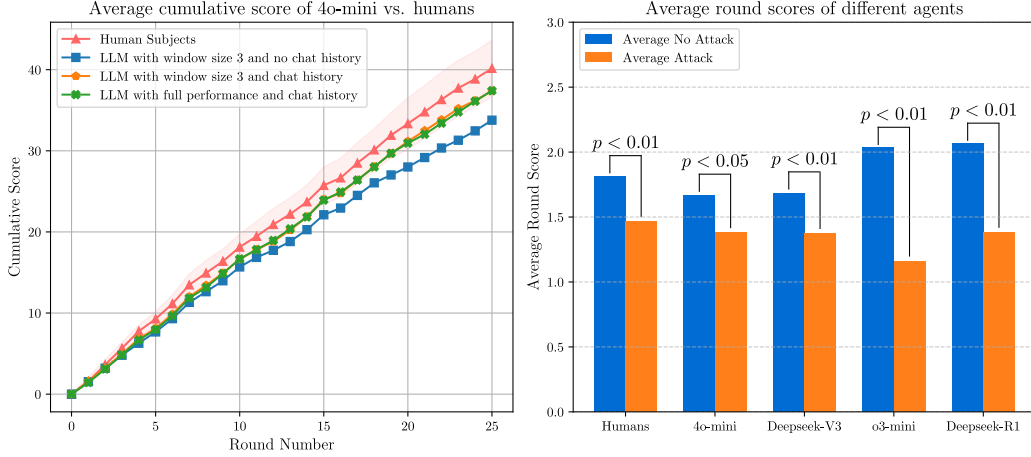 Average cumulative score of 4o-mini vs. humans
Human Subjects
LLM with window size 3 and no chat history
LLM with window size 3 and chat history
LLM with full performance and chat history
Cumulative Score
40
30
20
10
0
0 5 10 15 20 25
Round Number
Average round scores of different agents
Average No Attack
Average Attack
Average Round Score
3.0
2.5
2.0
1.5
1.0
0.5
0.0
p < 0.01
p < 0.05
p < 0.01
p < 0.01
p < 0.01
Humans 4o-mini Deepseek-V3 o3-mini Deepseek-R1